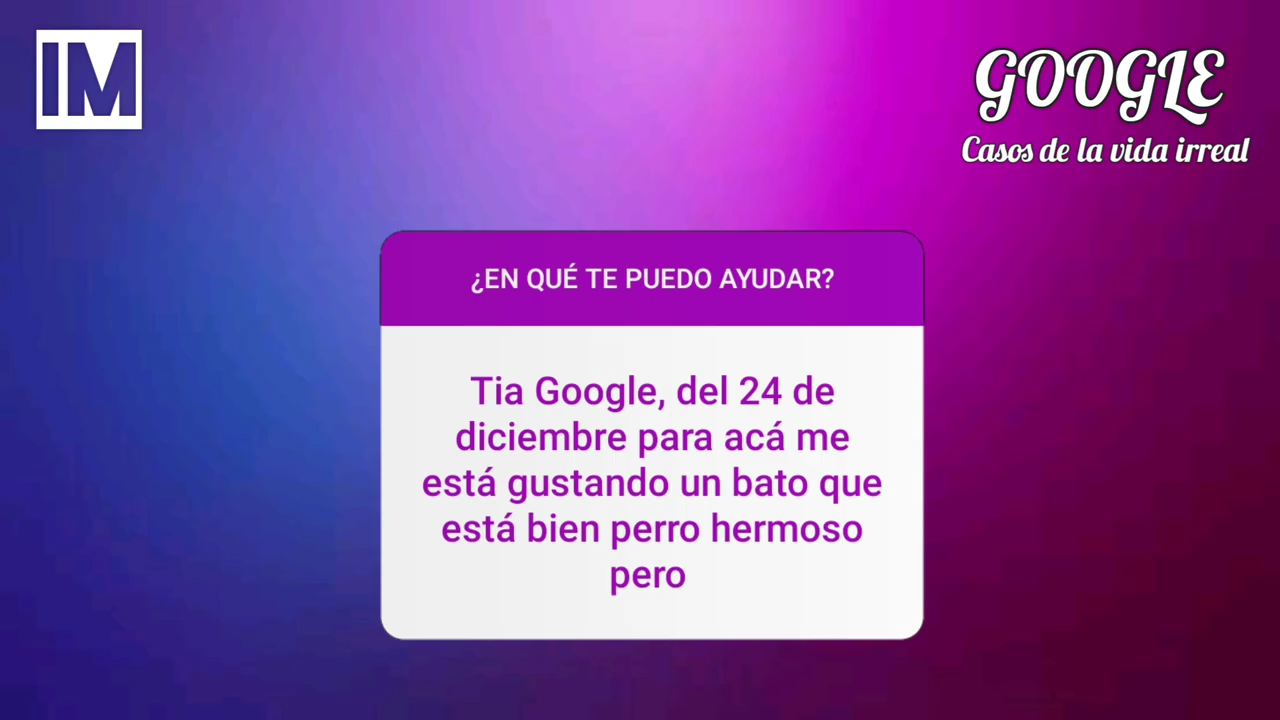 IM
GOOGLE
Casos de la vida irreal
¿EN QUÉ TE PUEDO AYUDAR?
Tia Google, del 24 de
diciembre para acá me
está gustando un bato que
está bien perro hermoso
pero